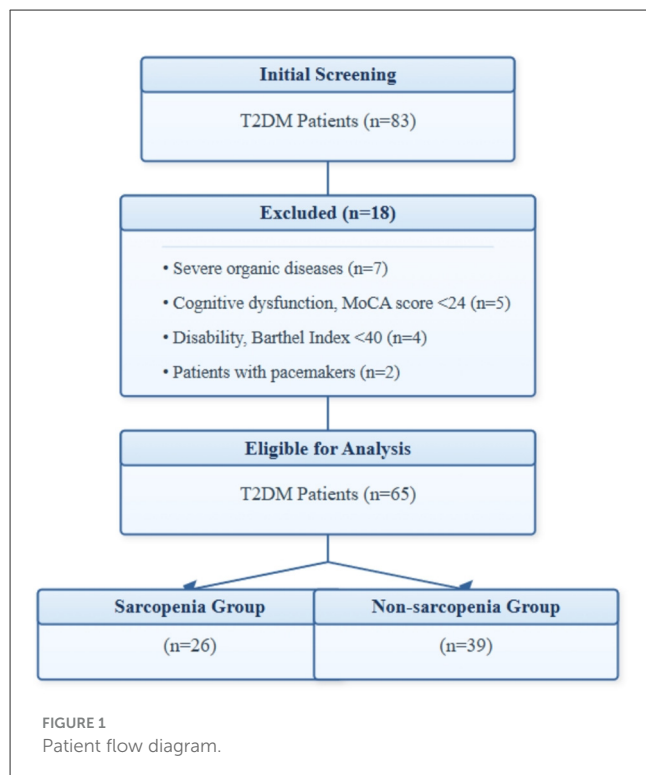 Initial Screening
T2DM Patients (n=83)
Excluded (n=18)
• Severe organic diseases (n=7)
• Cognitive dysfunction, MoCA score <24 (n=5)
• Disability, Barthel Index <40 (n=4)
• Patients with pacemakers (n=2)
Eligible for Analysis
T2DM Patients (n=65)
Sarcopenia Group
(n=26)
Non-sarcopenia Group
(n=39)
FIGURE 1
Patient flow diagram.